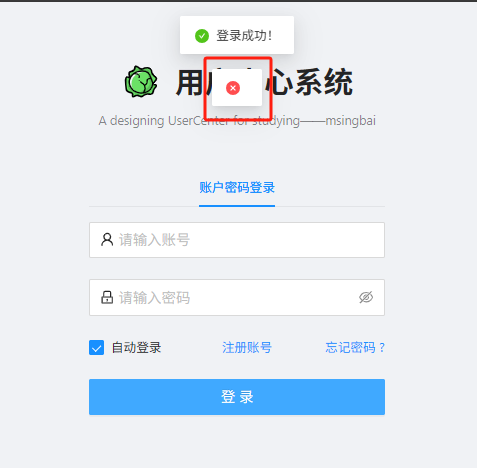 登录成功！
用户中心系统
A designing UserCenter for studying——msingbai
账户密码登录
请输入账号
请输入密码
自动登录 注册账号 忘记密码 ?
登 录